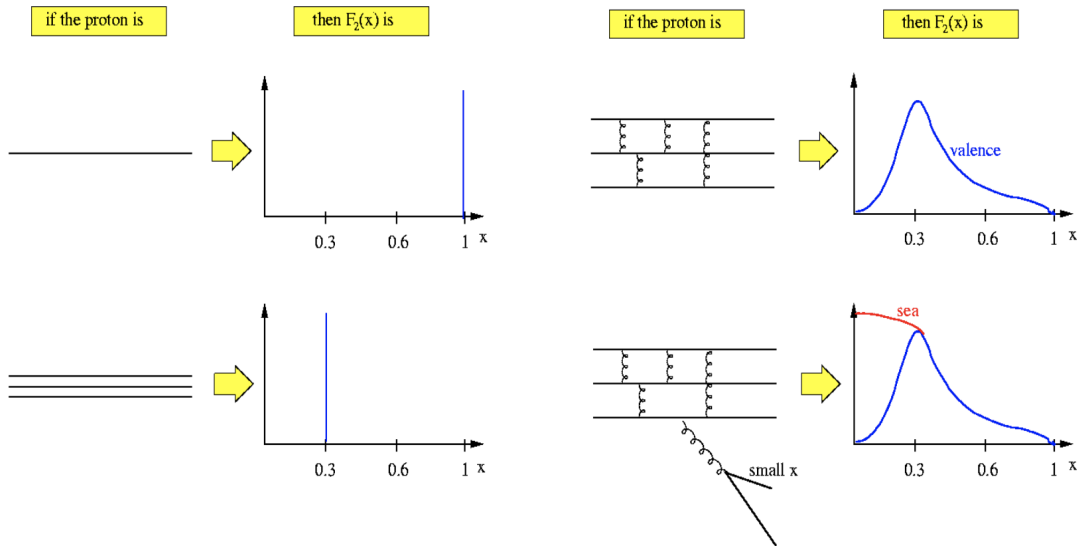 if the proton is
then F₂(x) is
if the proton is
then F₂(x) is
0.3 0.6 1 x
valence
0.3 0.6 1 x
0.3 0.6 1 x
sea
small x
0.3 0.6 1 x